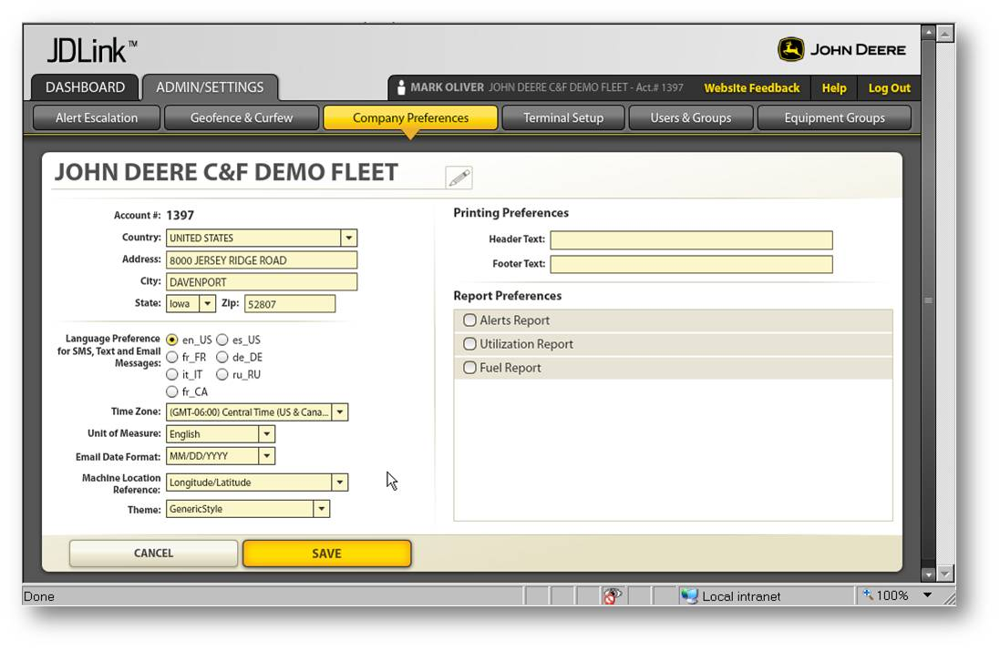 JDLink™
JOHN DEERE
DASHBOARD ADMIN/SETTINGS MARK OLIVER JOHN DEERE C&F DEMO FLEET - Act.# 1397 Website Feedback Help Log Out
Alert Escalation Geofence & Curfew Company Preferences Terminal Setup Users & Groups Equipment Groups
JOHN DEERE C&F DEMO FLEET
Account #: 1397
Country: UNITED STATES
Address: 8000 JERSEY RIDGE ROAD
City: DAVENPORT
State: Iowa Zip: 52807
Language Preference
for SMS, Text and Email
Messages:
en_US es_US
fr_FR de_DE
it_IT ru_RU
fr_CA
Time Zone: (GMT-06:00) Central Time (US & Cana...
Unit of Measure: English
Email Date Format: MM/DD/YYYY
Machine Location
Reference: Longitude/Latitude
Theme: GenericStyle
Printing Preferences
Header Text:
Footer Text:
Report Preferences
Alerts Report
Utilization Report
Fuel Report
CANCEL SAVE
Done Local intranet 100%